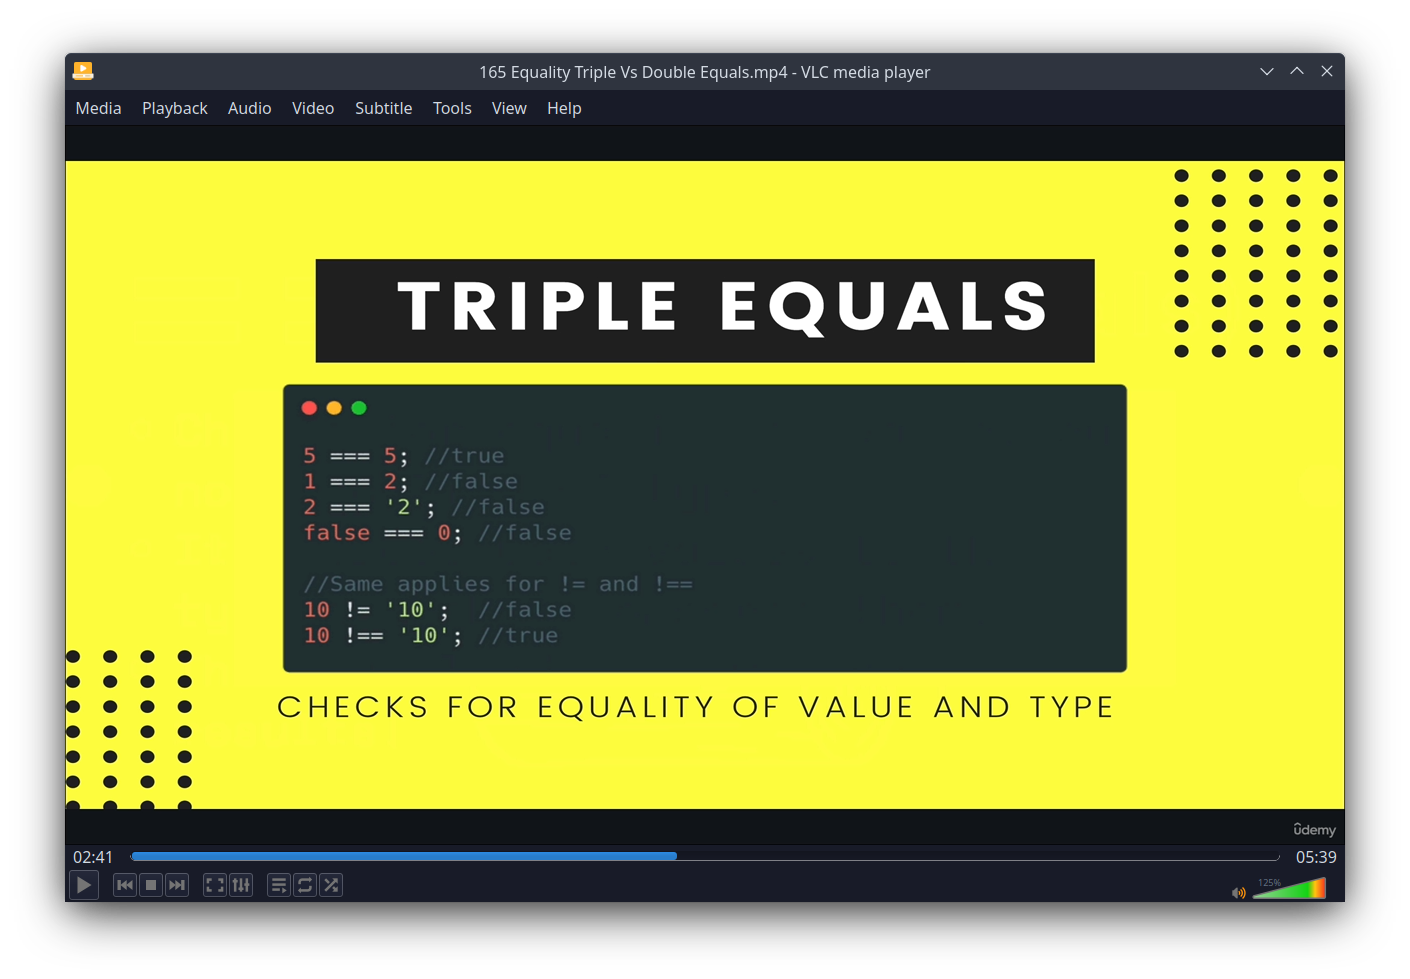 165 Equality Triple Vs Double Equals.mp4 - VLC media player
Media Playback Audio Video Subtitle Tools View Help
TRIPLE EQUALS
5 === 5; //true
1 === 2; //false
2 === '2'; //false
false === 0; //false
//Same applies for != and !==
10 != '10';  //false
10 !== '10'; //true
CHECKS FOR EQUALITY OF VALUE AND TYPE
udemy
02:41 05:39
125%